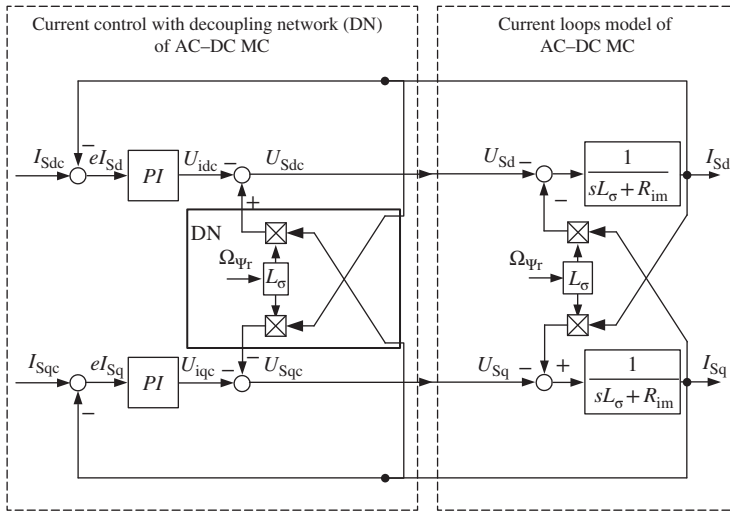 Current control with decoupling network (DN)
of AC–DC MC
Current loops model of
AC–DC MC
I_Sdc
−
eI_Sd
PI
U_idc
−
U_Sdc
U_Sd
−
−
1
sL_σ + R_im
I_Sd
+
−
DN
Ω_Ψr
L_σ
Ω_Ψr
L_σ
I_Sqc
eI_Sq
PI
U_iqc
−
−
U_Sqc
U_Sq
−
+
1
sL_σ + R_im
I_Sq
−